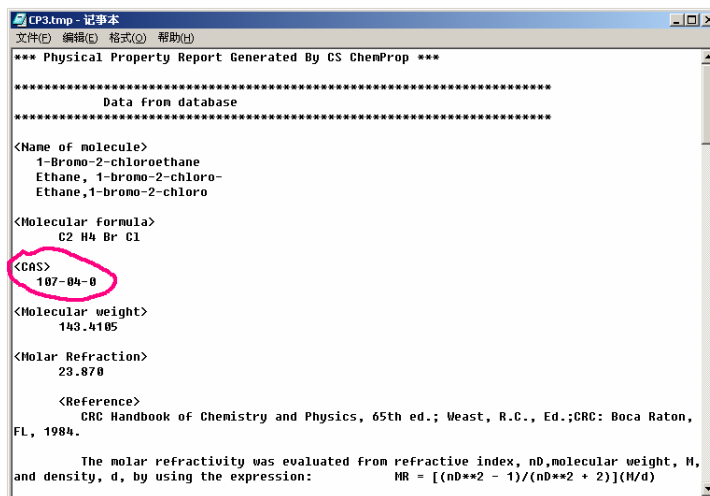 CP3.tmp - 记事本
文件(F) 编辑(E) 格式(O) 帮助(H)
*** Physical Property Report Generated By CS ChemProp ***
************************************************************************
Data from database
************************************************************************
<Name of molecule>
1-Bromo-2-chloroethane
Ethane, 1-bromo-2-chloro-
Ethane,1-bromo-2-chloro
<Molecular formula>
C2 H4 Br Cl
<CAS>
107-04-0
<Molecular weight>
143.4105
<Molar Refraction>
23.870
<Reference>
CRC Handbook of Chemistry and Physics, 65th ed.; Weast, R.C., Ed.;CRC: Boca Raton,
FL, 1984.
The molar refractivity was evaluated from refractive index, nD,molecular weight, M,
and density, d, by using the expression: MR = [(nD**2 - 1)/(nD**2 + 2)](M/d)